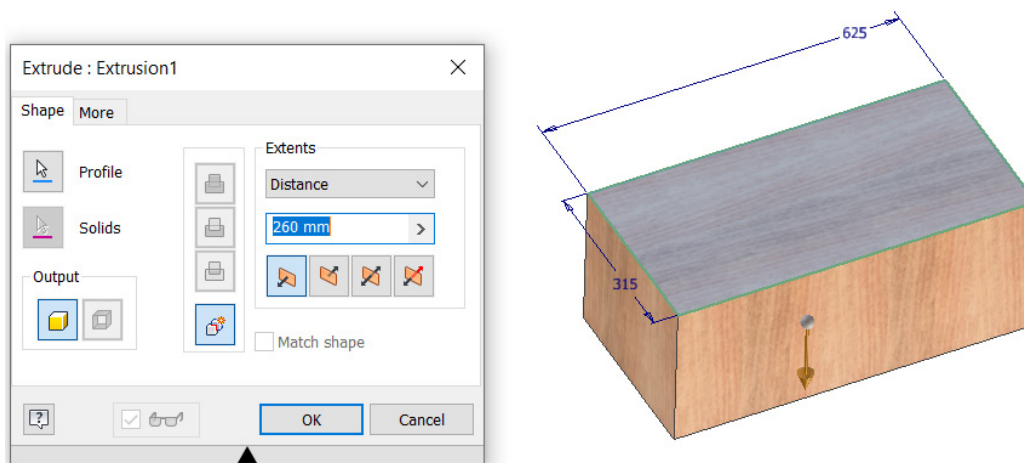 Extrude : Extrusion1
Shape
More
Profile
Solids
Output
Extents
Distance
260 mm
Match shape
?
OK
Cancel
625
315